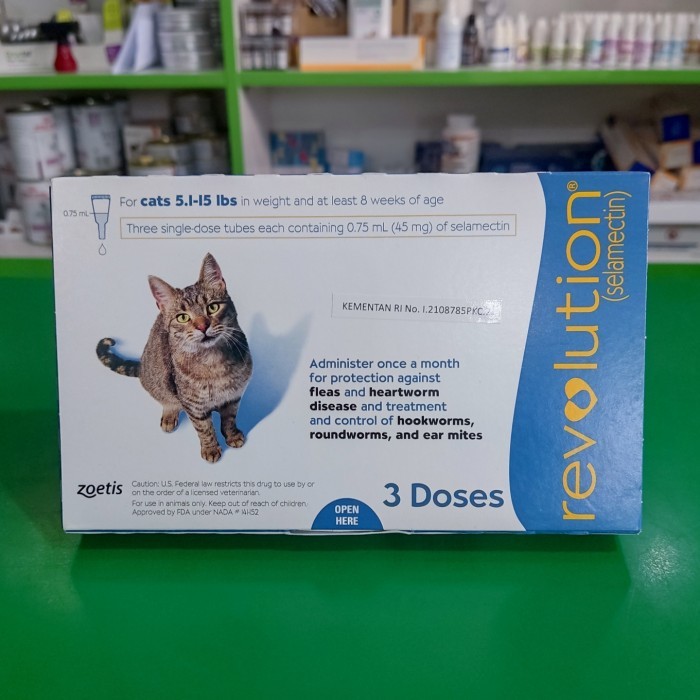 0.75 mL
For cats 5.1-15 lbs in weight and at least 8 weeks of age
Three single-dose tubes each containing 0.75 mL (45 mg) of selamectin
KEMENTAN RI No. I.2108785PKC.
Administer once a month
for protection against
fleas and heartworm
disease and treatment
and control of hookworms,
roundworms, and ear mites
zoetis
Caution: U.S. Federal law restricts this drug to use by or
on the order of a licensed veterinarian.
For use in animals only. Keep out of reach of children.
Approved by FDA under NADA # 141-152
OPEN
HERE
3 Doses
revolution®
(selamectin)